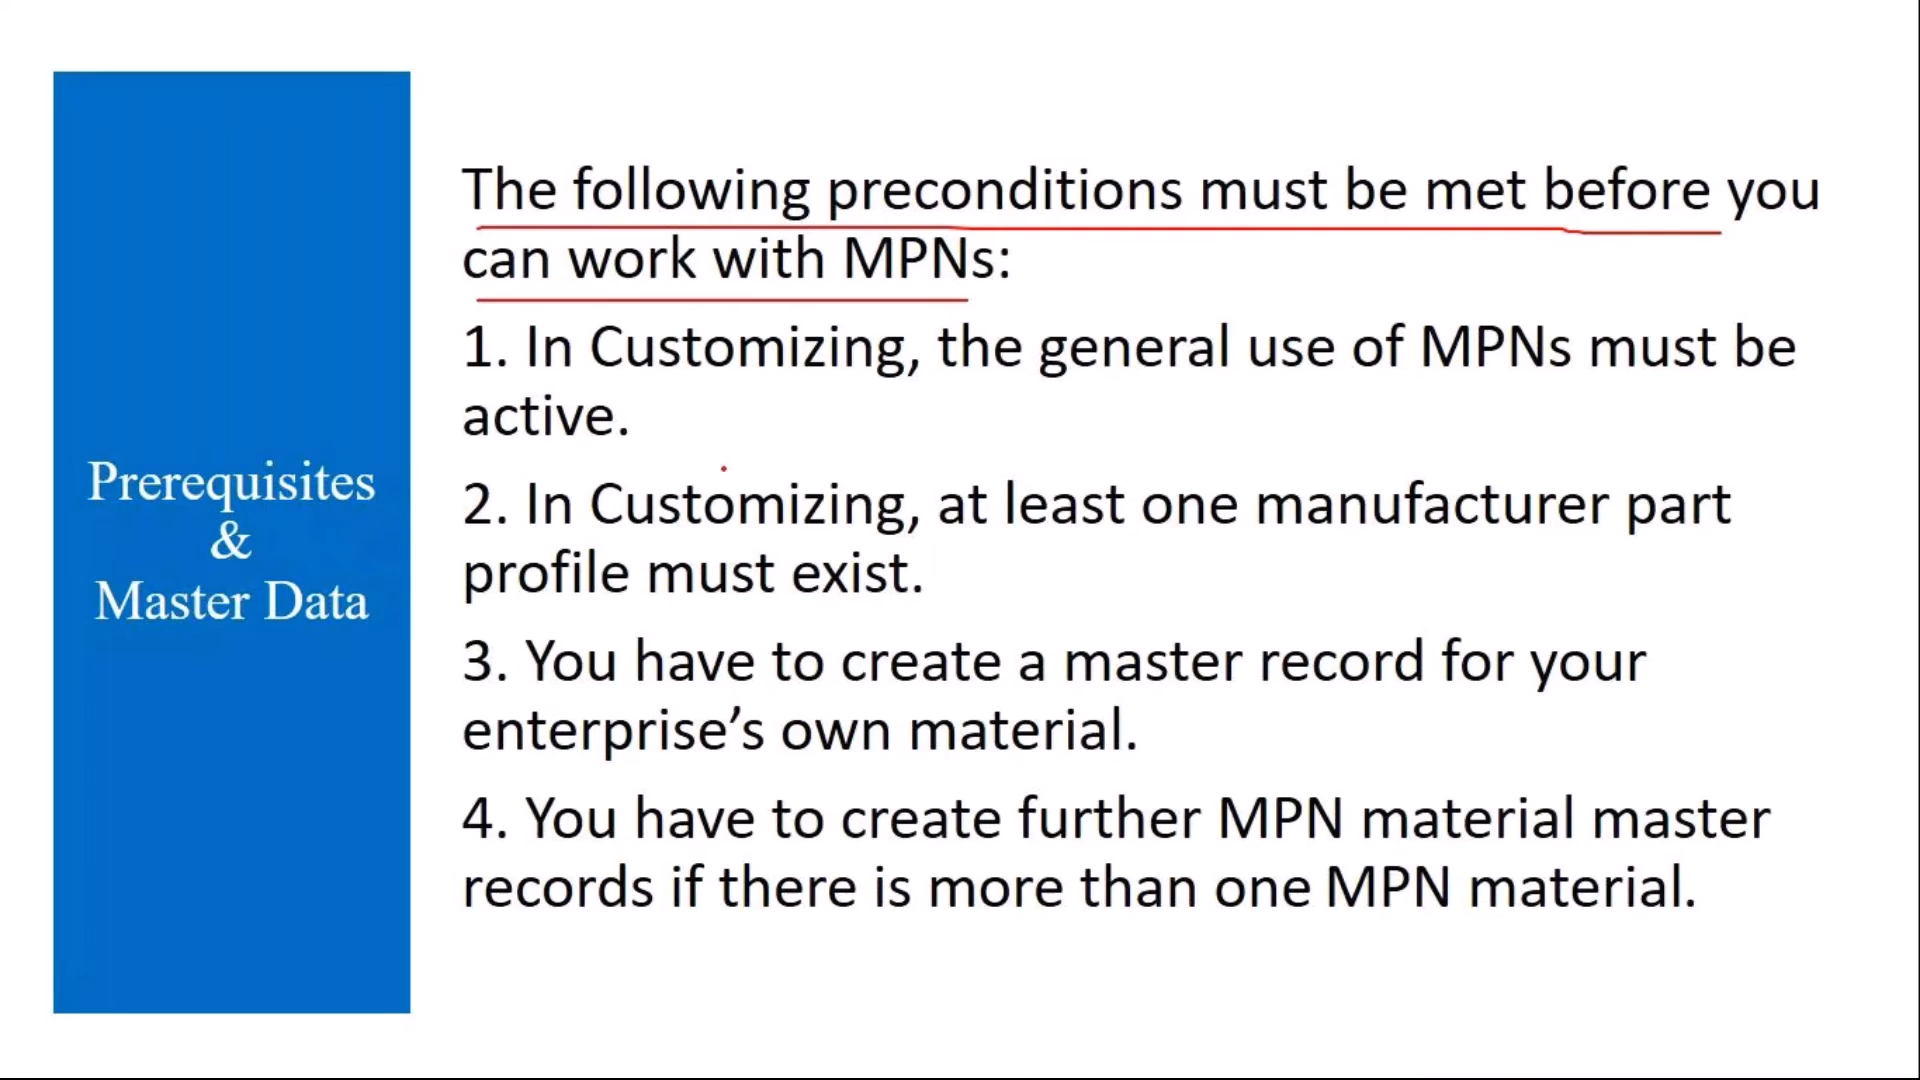 Prerequisites
&
Master Data
The following preconditions must be met before you
can work with MPNs:
1. In Customizing, the general use of MPNs must be
active.
2. In Customizing, at least one manufacturer part
profile must exist.
3. You have to create a master record for your
enterprise’s own material.
4. You have to create further MPN material master
records if there is more than one MPN material.